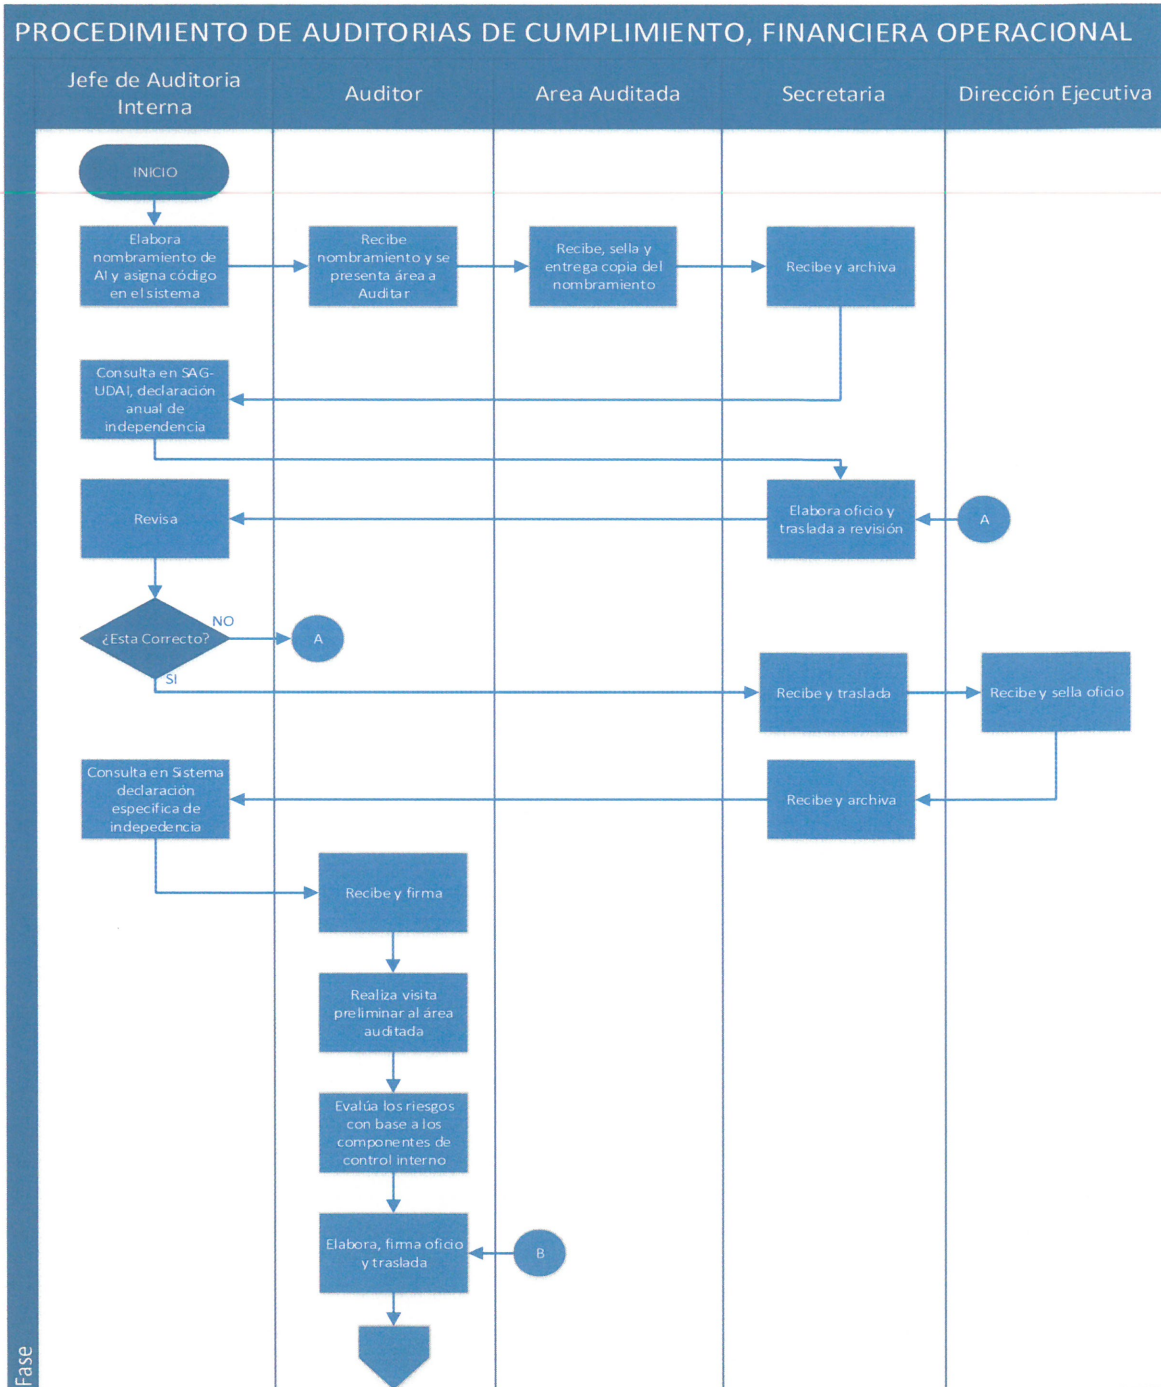 PROCEDIMIENTO DE AUDITORIAS DE CUMPLIMIENTO, FINANCIERA OPERACIONAL
Jefe de Auditoria
Interna
Auditor
Area Auditada
Secretaria
Dirección Ejecutiva
INICIO
Elabora
nombramiento de
AI y asigna código
en el sistema
Recibe
nombramiento y se
presenta área a
Auditar
Recibe, sella y
entrega copia del
nombramiento
Recibe y archiva
Consulta en SAG-
UDAI, declaración
anual de
independencia
Revisa
Elabora oficio y
traslada a revisión
A
¿Esta Correcto?
NO
A
SI
Recibe y traslada
Recibe y sella oficio
Consulta en Sistema
declaración
especifica de
indepedencia
Recibe y archiva
Recibe y firma
Realiza visita
preliminar al área
auditada
Evalúa los riesgos
con base a los
componentes de
control interno
Elabora, firma oficio
y traslada
B
Fase